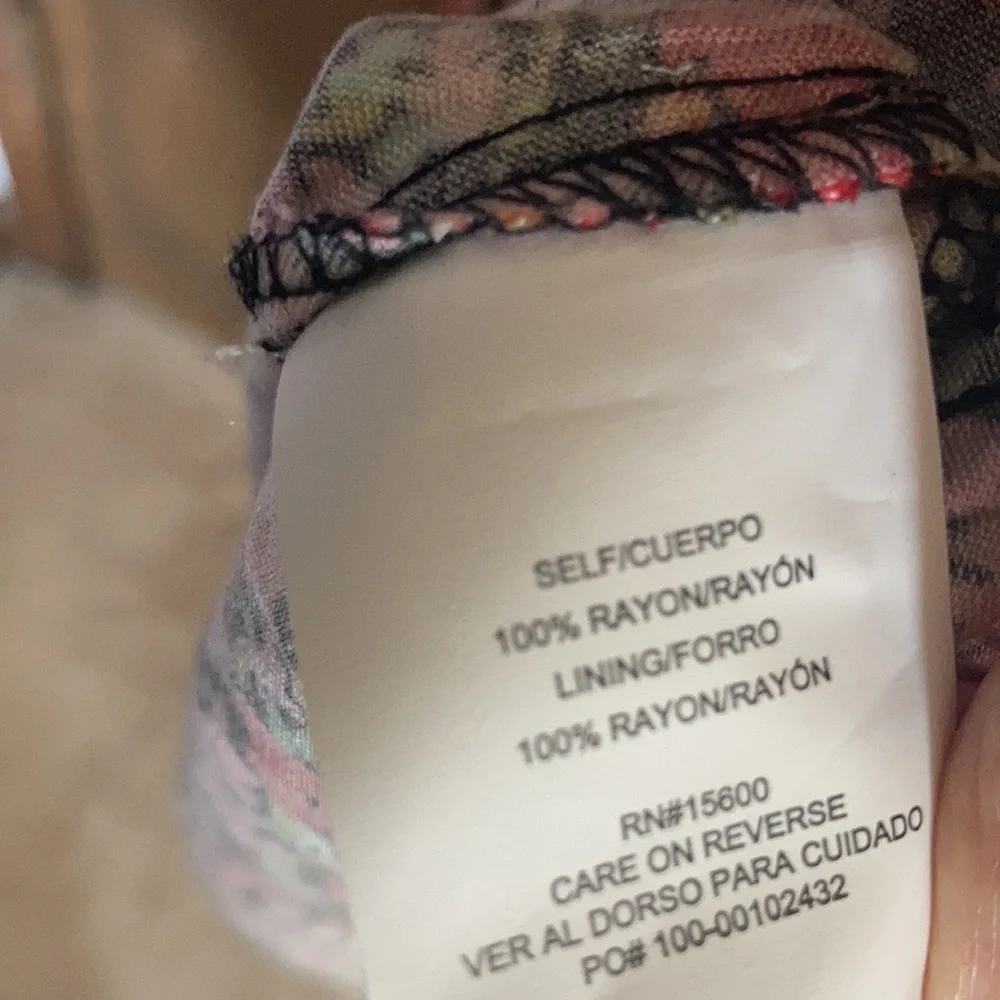 SELF/CUERPO
100% RAYON/RAYÓN
LINING/FORRO
100% RAYON/RAYÓN
RN#15600
CARE ON REVERSE
VER AL DORSO PARA CUIDADO
PO# 100-00102432